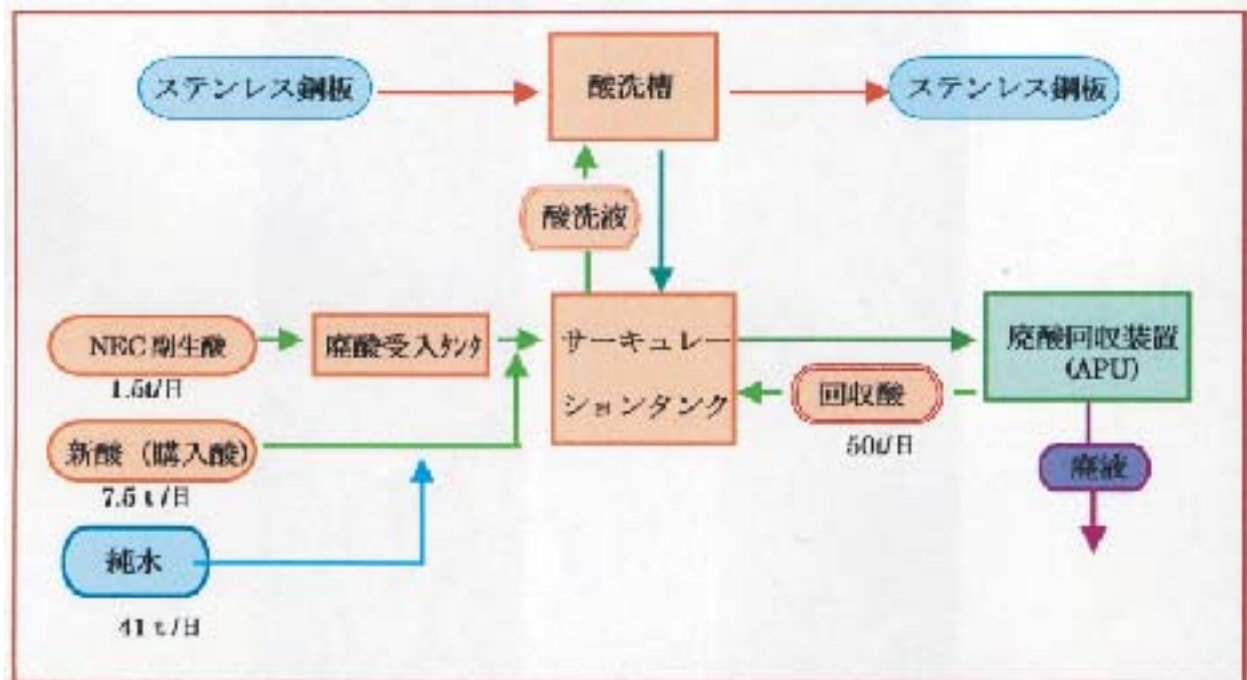 ステンレス鋼板
酸洗槽
ステンレス鋼板
酸洗液
NEC副生酸
1.5t/日
廃酸受入タンク
サーキュレー
ションタンク
廃酸回収装置
(APU)
回収酸
50t/日
新酸（購入酸）
7.5 t /日
廃液
純水
41 t /日